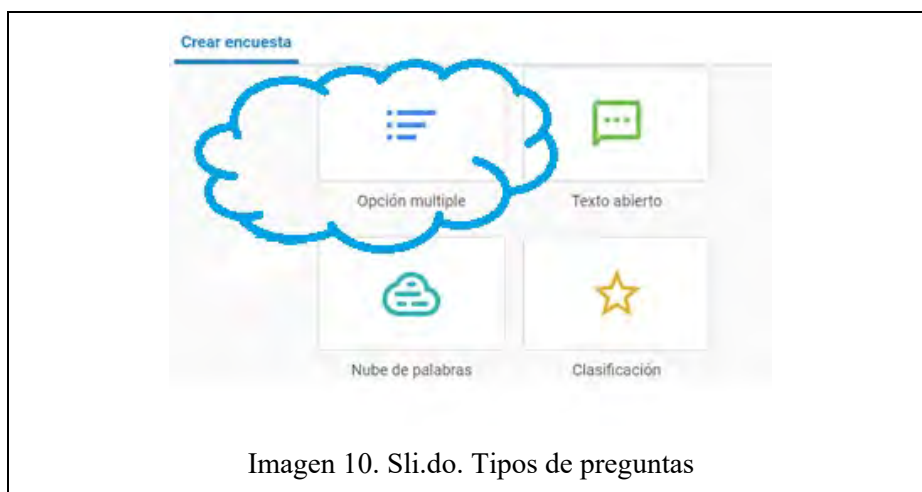 Crear encuesta
Opción multiple
Texto abierto
Nube de palabras
Clasificación
Imagen 10. Sli.do. Tipos de preguntas